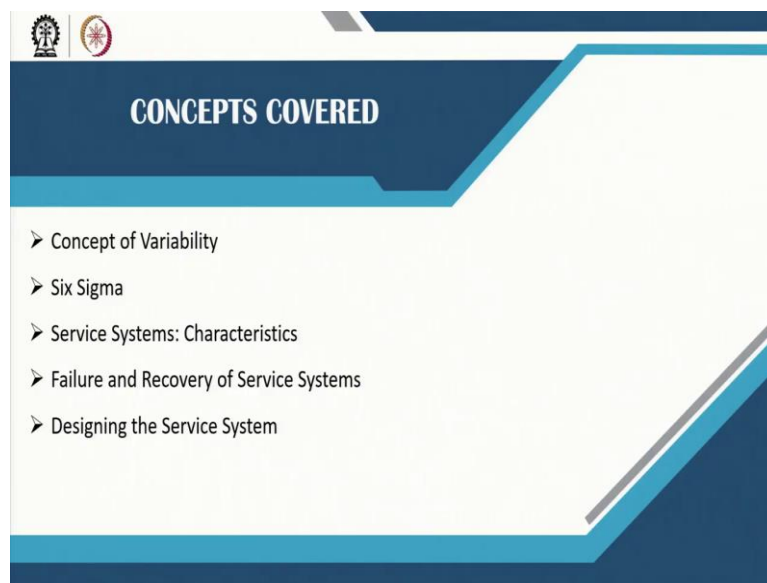 CONCEPTS COVERED
➢ Concept of Variability
➢ Six Sigma
➢ Service Systems: Characteristics
➢ Failure and Recovery of Service Systems
➢ Designing the Service System